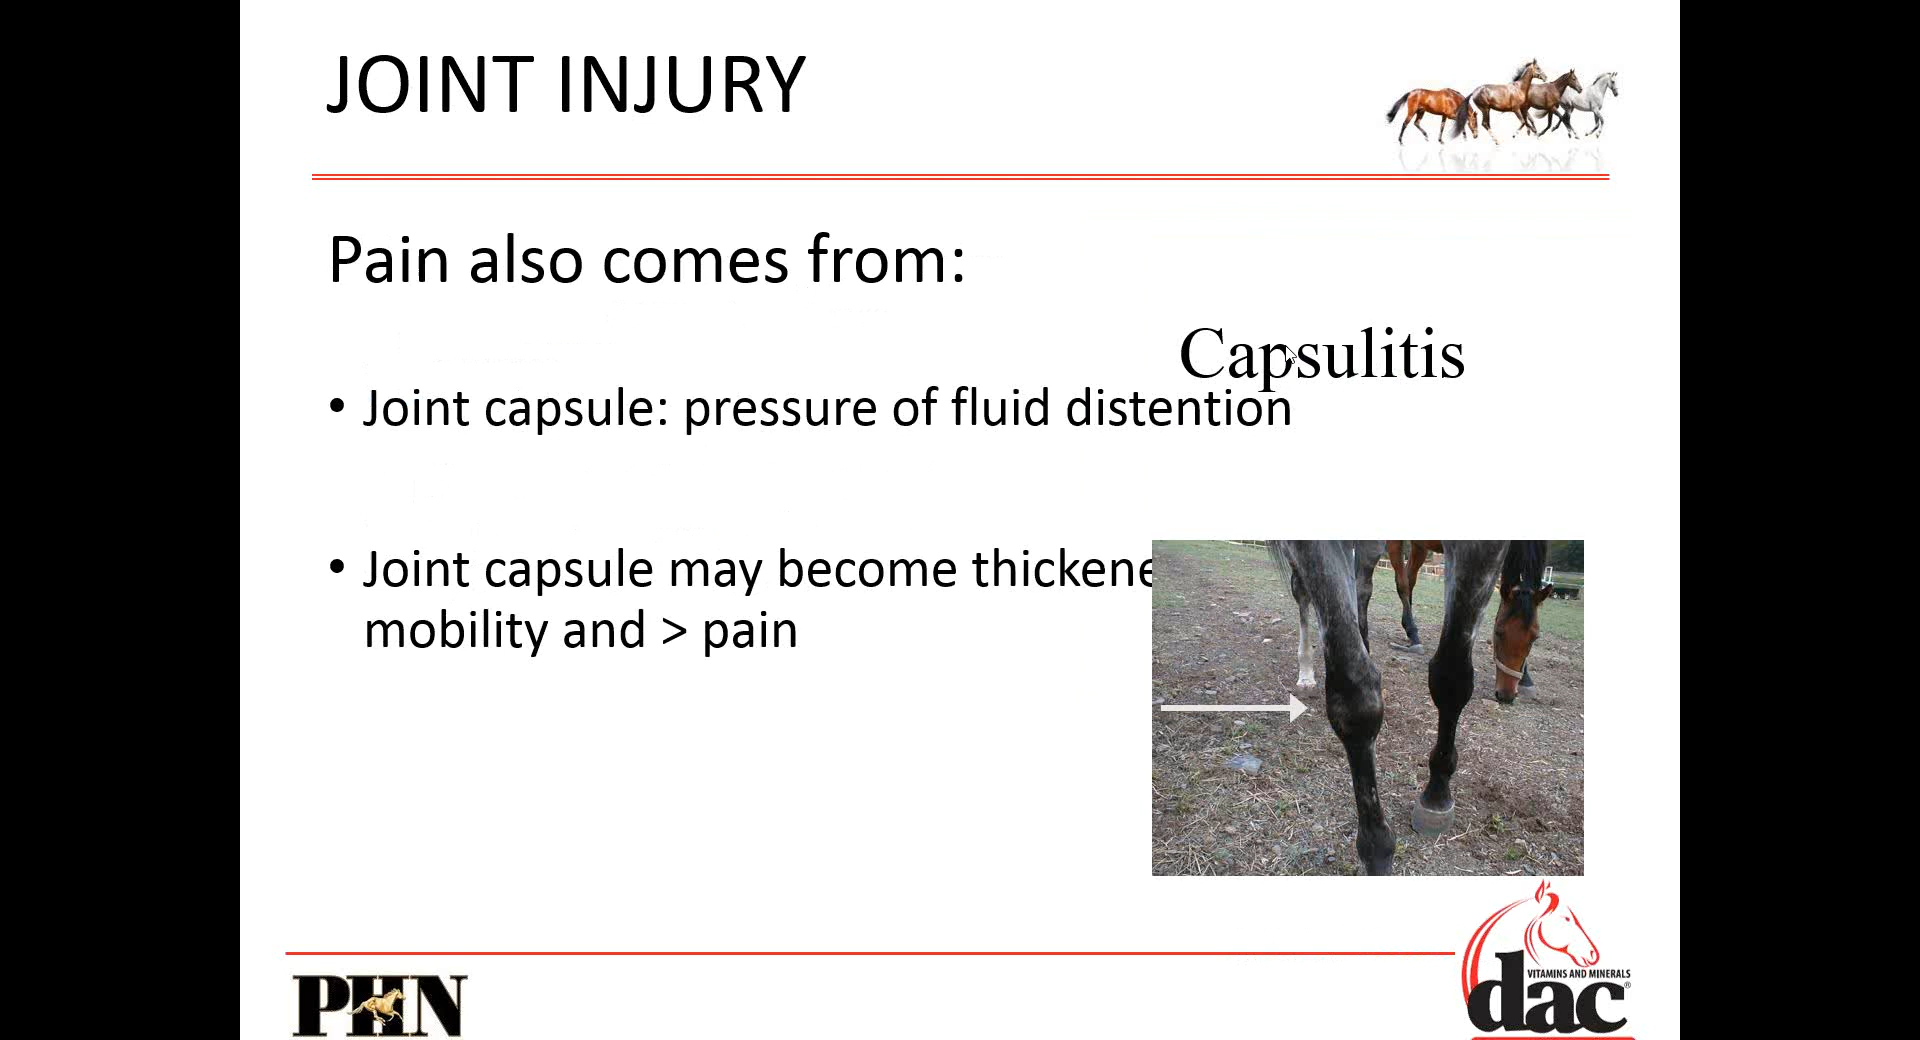 JOINT INJURY
Pain also comes from:
Capsulitis
• Joint capsule: pressure of fluid distention
• Joint capsule may become thickene
mobility and > pain
PHN
VITAMINS AND MINERALS
dac®